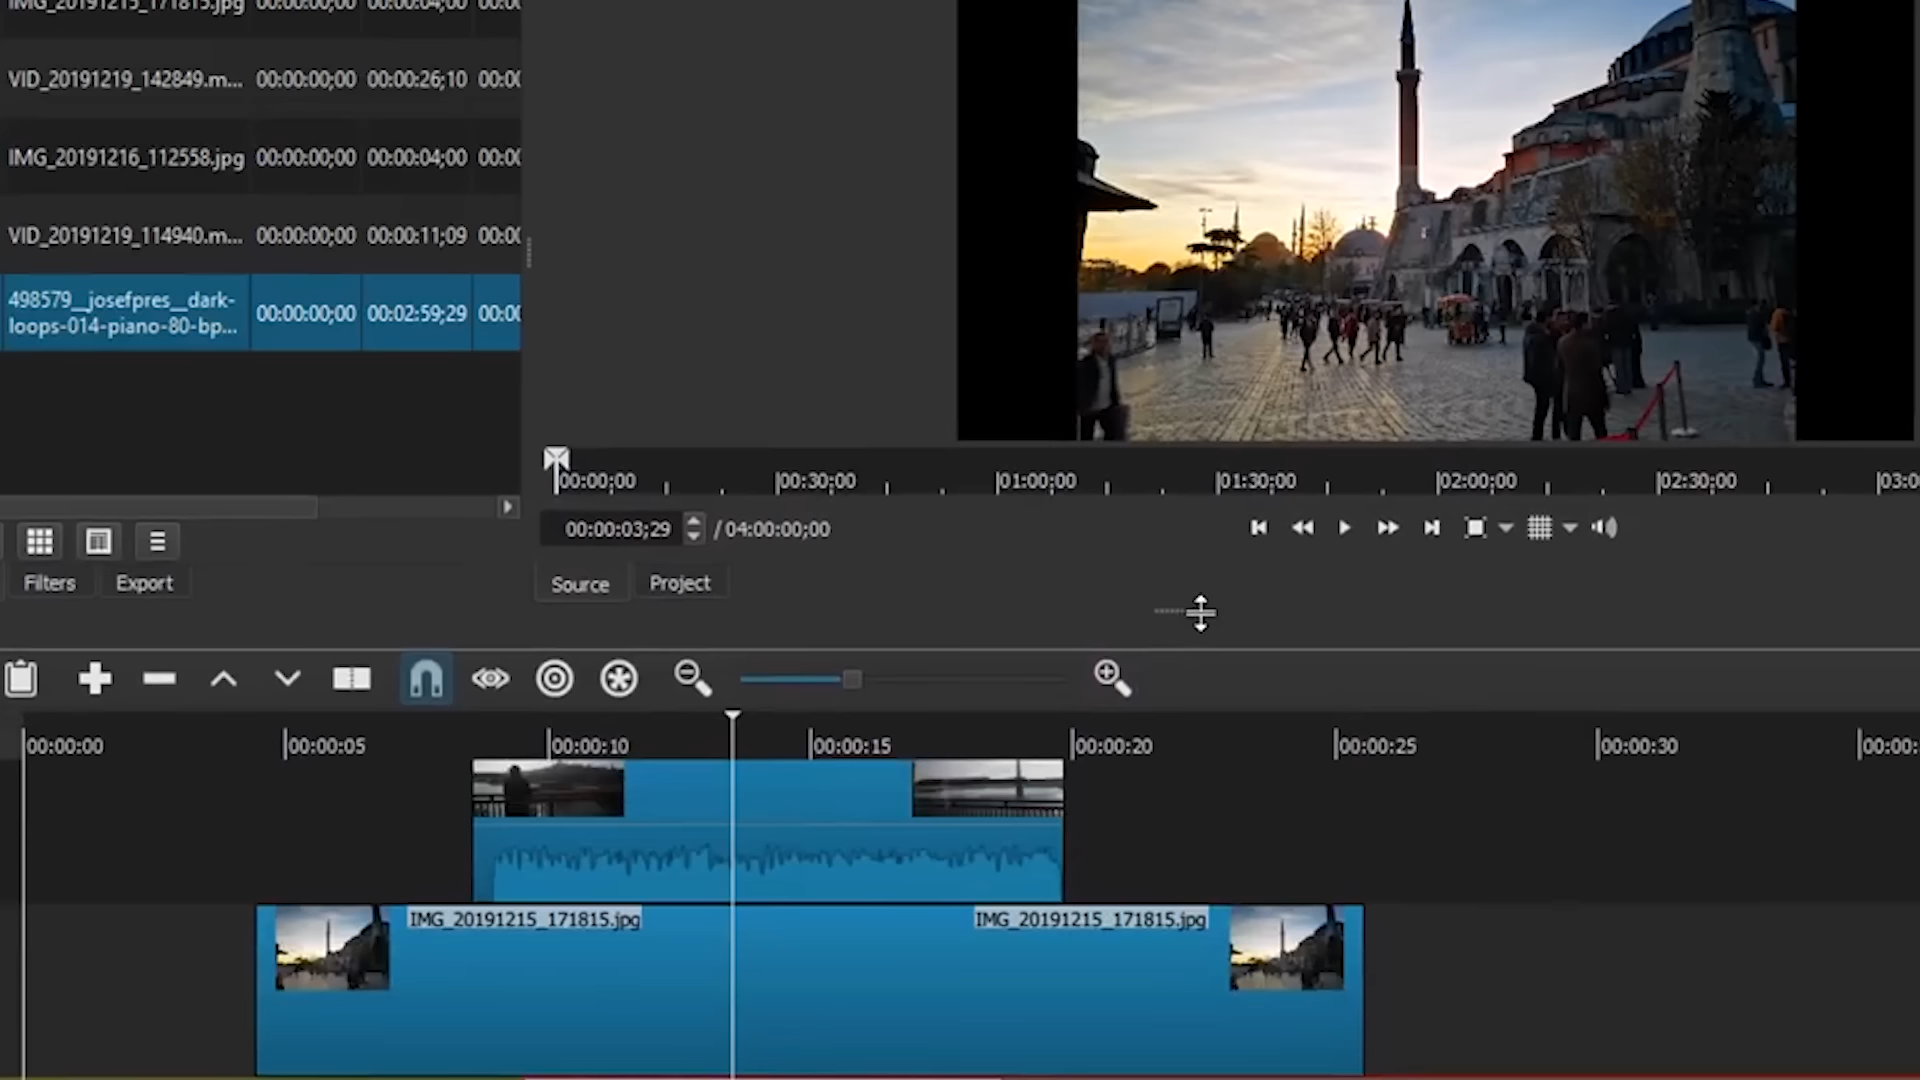 IMG_20191215_171815.jpg 00:00:00;00 00:00:04;00 00:00
VID_20191219_142849.m... 00:00:00;00 00:00:26;10 00:00
IMG_20191216_112558.jpg 00:00:00;00 00:00:04;00 00:00
VID_20191219_114940.m... 00:00:00;00 00:00:11;09 00:00
498579__josefpres__dark-
loops-014-piano-80-bp... 00:00:00;00 00:02:59;29 00:00
00:00;00 00:30;00 01:00;00 01:30;00 02:00;00 02:30;00 03:0
00:00:03;29 / 04:00:00;00
Filters Export
Source Project
00:00:00 00:00:05 00:00:10 00:00:15 00:00:20 00:00:25 00:00:30 00:00:
IMG_20191215_171815.jpg IMG_20191215_171815.jpg